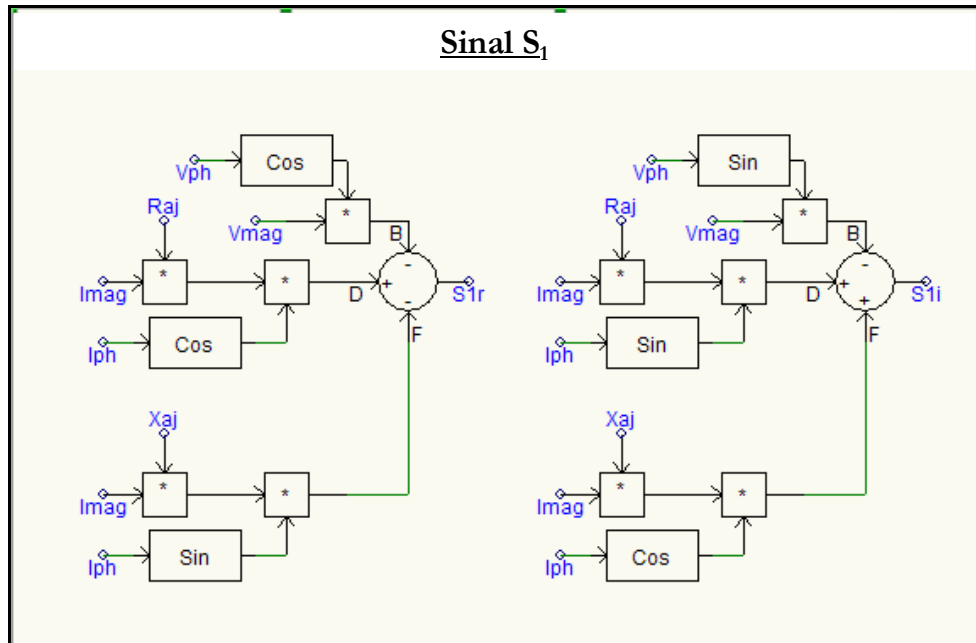 Sinal S₁
Cos
Vph
Raj
*
Vmag
B
-
Imag
*
*
D
+
-
S1r
Iph
Cos
F
Xaj
Imag
*
*
Iph
Sin
Sin
Vph
Raj
*
Vmag
B
-
Imag
*
*
D
+
+
S1i
Iph
Sin
F
Xaj
Imag
*
*
Iph
Cos